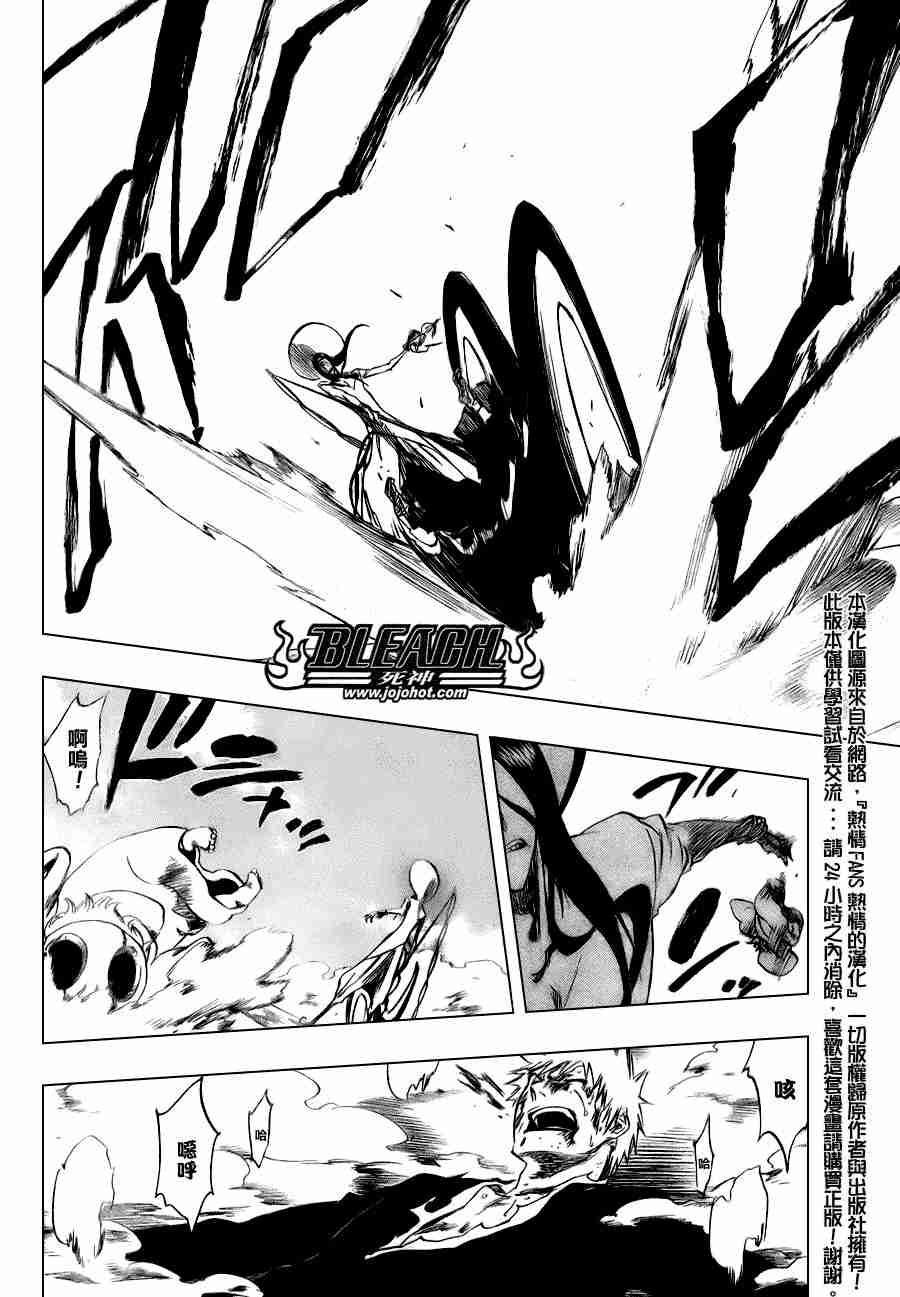 BLEACH
死神
www.jojohot.com
本漢化圖源來自於網路，『熱情FANS熱情的漢化』一切版權歸原作者與出版社擁有！
此版本僅供學習試看交流…請24小時之內消除，喜歡這套漫畫請購買正版！謝謝。
啊嗚！
ドドドド
咳
哈
哈
噁呼